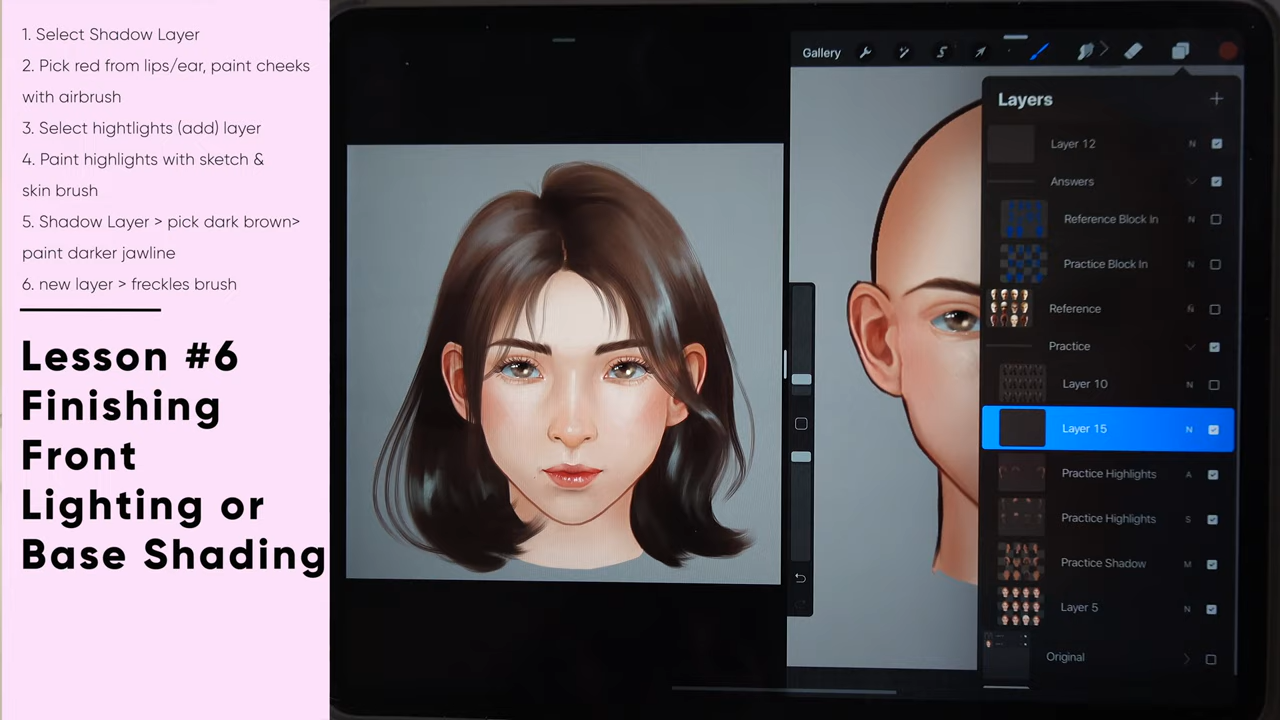 1. Select Shadow Layer
2. Pick red from lips/ear, paint cheeks
with airbrush
3. Select hightlights (add) layer
4. Paint highlights with sketch &
skin brush
5. Shadow Layer > pick dark brown>
paint darker jawline
6. new layer > freckles brush
Lesson #6
Finishing
Front
Lighting or
Base Shading
Gallery
Layers
Layer 12 N
Answers
Reference Block In N
Practice Block In N
Reference
Practice
Layer 10 N
Layer 15 N
Practice Highlights A
Practice Highlights S
Practice Shadow M
Layer 5 N
Original